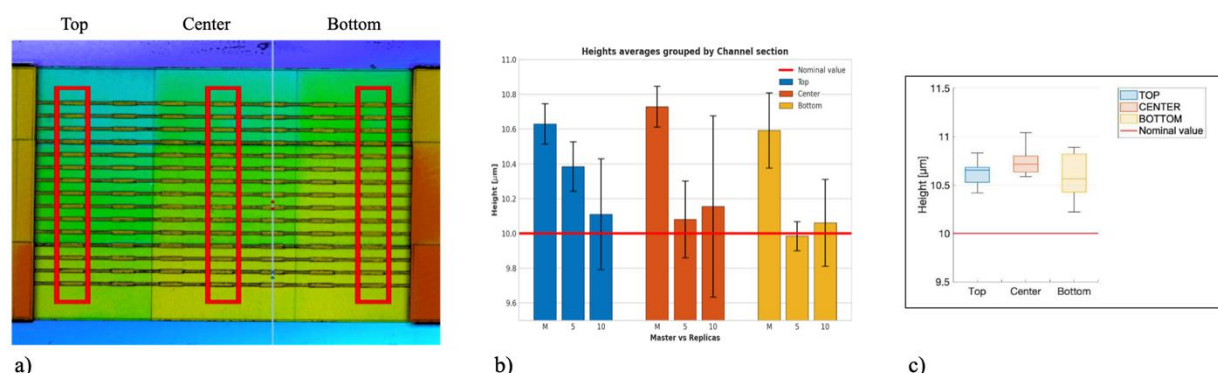 Top Center Bottom
a)
Heights averages grouped by Channel section
Nominal value
Top
Center
Bottom
Height [μm]
11.0
10.8
10.6
10.4
10.2
10.0
9.8
9.6
M 5 10 M 5 10 M 5 10
Master vs Replicas
b)
TOP
CENTER
BOTTOM
Nominal value
Height [μm]
11.5
11
10.5
10
9.5
Top Center Bottom
c)